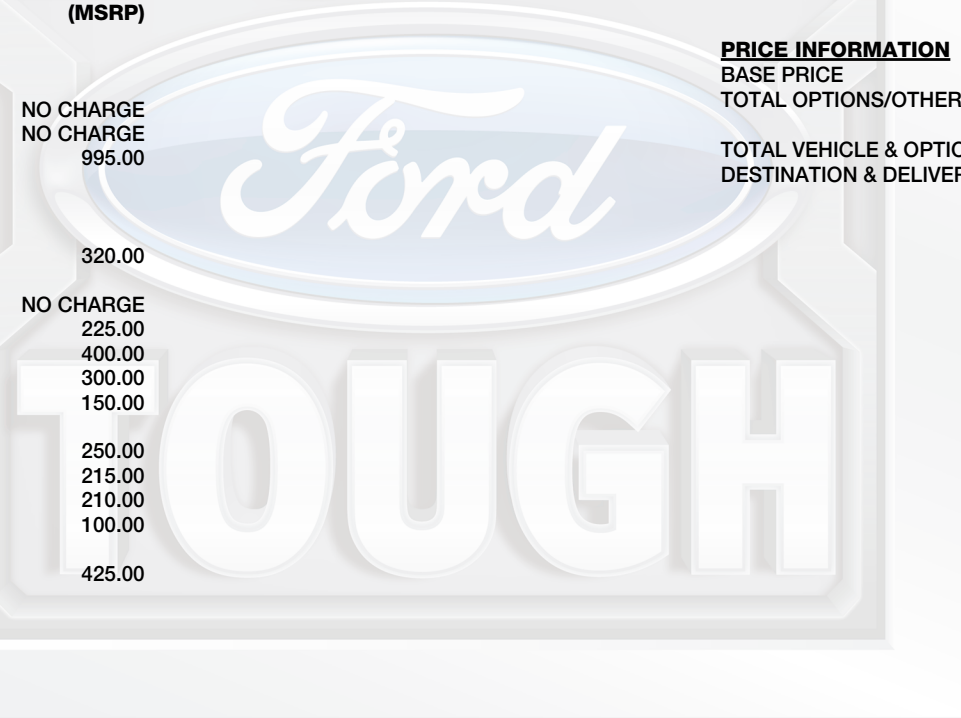 (MSRP)
NO CHARGE
NO CHARGE
995.00
320.00
NO CHARGE
225.00
400.00
300.00
150.00
250.00
215.00
210.00
100.00
425.00
PRICE INFORMATION
BASE PRICE
TOTAL OPTIONS/OTHER
TOTAL VEHICLE & OPTIO
DESTINATION & DELIVER
Ford
TOUGH